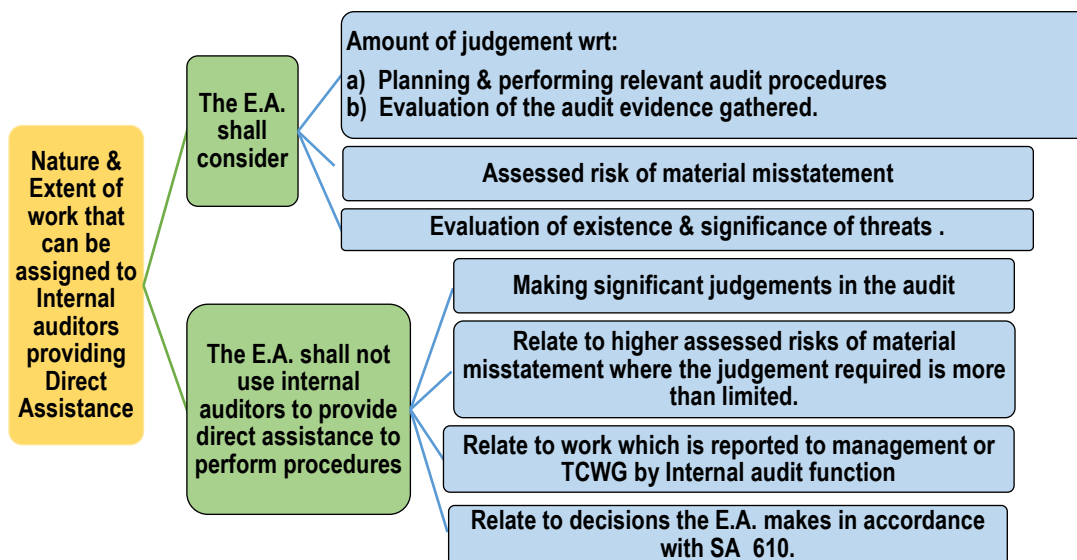 Nature &
Extent of
work that
can be
assigned to
Internal
auditors
providing
Direct
Assistance
The E.A.
shall
consider
Amount of judgement wrt:
a) Planning & performing relevant audit procedures
b) Evaluation of the audit evidence gathered.
Assessed risk of material misstatement
Evaluation of existence & significance of threats .
The E.A. shall not
use internal
auditors to provide
direct assistance to
perform procedures
Making significant judgements in the audit
Relate to higher assessed risks of material
misstatement where the judgement required is more
than limited.
Relate to work which is reported to management or
TCWG by Internal audit function
Relate to decisions the E.A. makes in accordance
with SA 610.